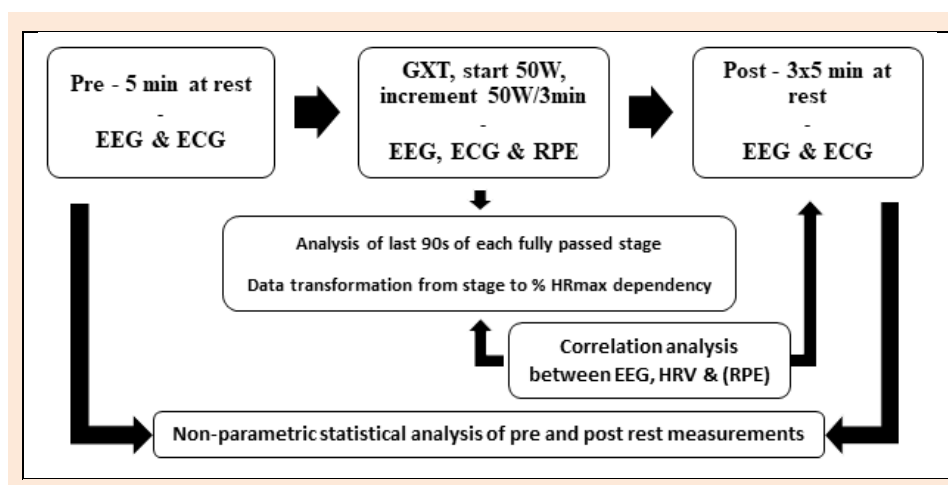 Pre - 5 min at rest
-
EEG & ECG
GXT, start 50W,
increment 50W/3min
-
EEG, ECG & RPE
Post - 3x5 min at
rest
-
EEG & ECG
Analysis of last 90s of each fully passed stage
Data transformation from stage to % HRmax dependency
Correlation analysis
between EEG, HRV & (RPE)
Non-parametric statistical analysis of pre and post rest measurements